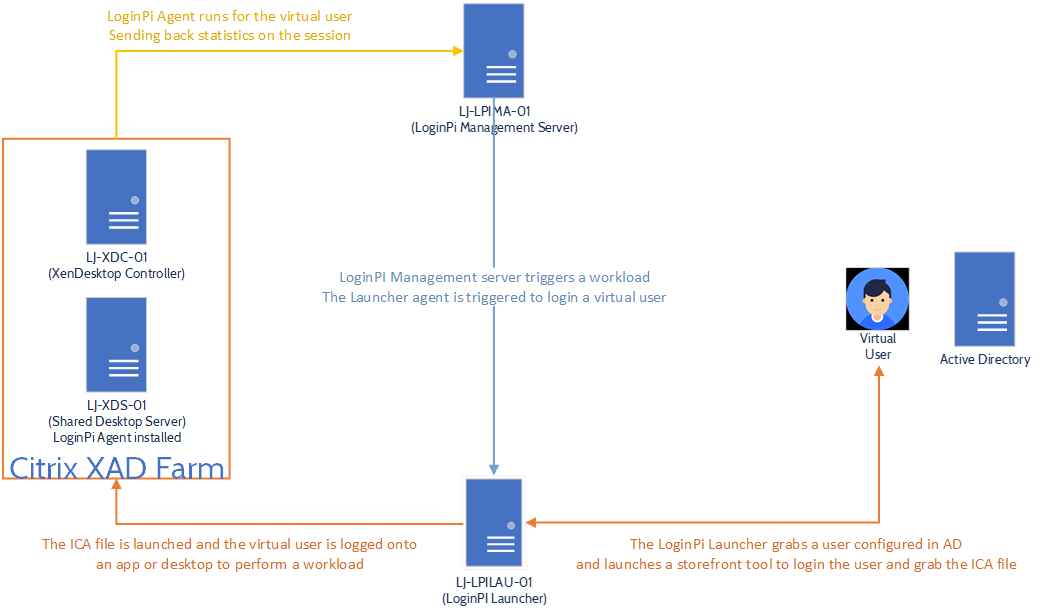 LoginPi Agent runs for the virtual user
Sending back statistics on the session
LJ-LPIMA-01
(LoginPi Management Server)
LJ-XDC-01
(XenDesktop Controller)
LoginPI Management server triggers a workload
The Launcher agent is triggered to login a virtual user
Virtual
User
Active Directory
LJ-XDS-01
(Shared Desktop Server)
LoginPi Agent installed
Citrix XAD Farm
The ICA file is launched and the virtual user is logged onto
an app or desktop to perform a workload
The LoginPi Launcher grabs a user configured in AD
and launches a storefront tool to login the user and grab the ICA file
LJ-LPILAU-01
(LoginPI Launcher)